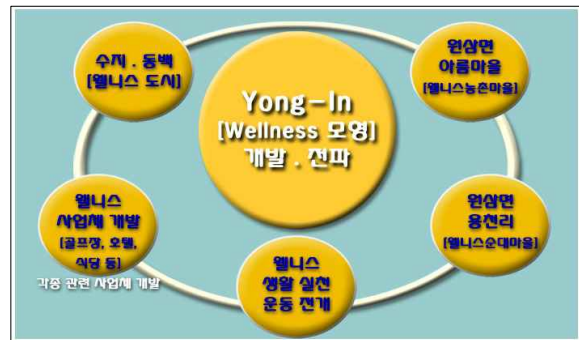 수지 . 동백
[웰니스 도시]
원삼면
아름마을
[웰니스농촌마을]
Yong-In
[Wellness 모형]
개발 . 전파
웰니스
사업체 개발
[골프장, 호텔,
식당 등]
각종 관련 사업체 개발
원삼면
용천리
[웰니스순대마을]
웰니스
생활 실천
운동 전개